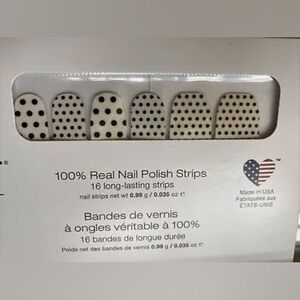 100% Real Nail Polish Strips
16 long-lasting strips
nail strips net wt 0.99 g / 0.035 oz ℮
™
Made in USA
Fabriquées aux
ÉTATS-UNIS
Bandes de vernis
à ongles véritable à 100%
16 bandes de longue durée
Poids net des bandes de vernis 0.99 g / 0.035 oz ℮